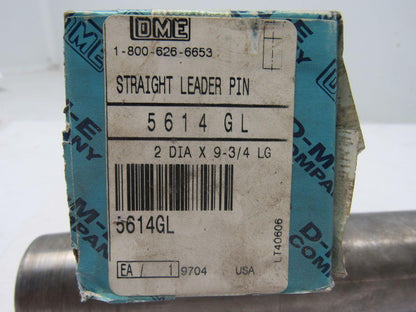 DME
1-800-626-6653
STRAIGHT LEADER PIN
5614 GL
2 DIA X 9-3/4 LG
5614GL
LT40606
EA / 1 9704 USA
D-M
COMPANY